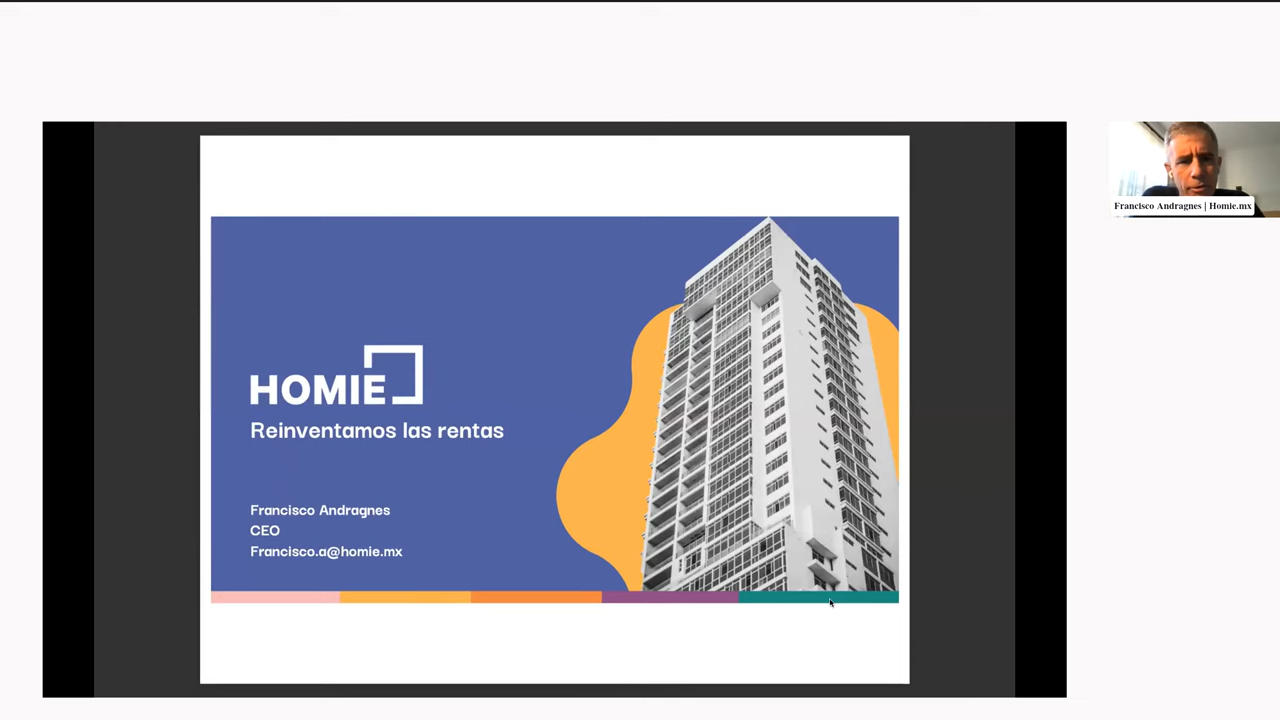 HOMIE
Reinventamos las rentas
Francisco Andragnes
CEO
Francisco.a@homie.mx
Francisco Andragnes | Homie.mx